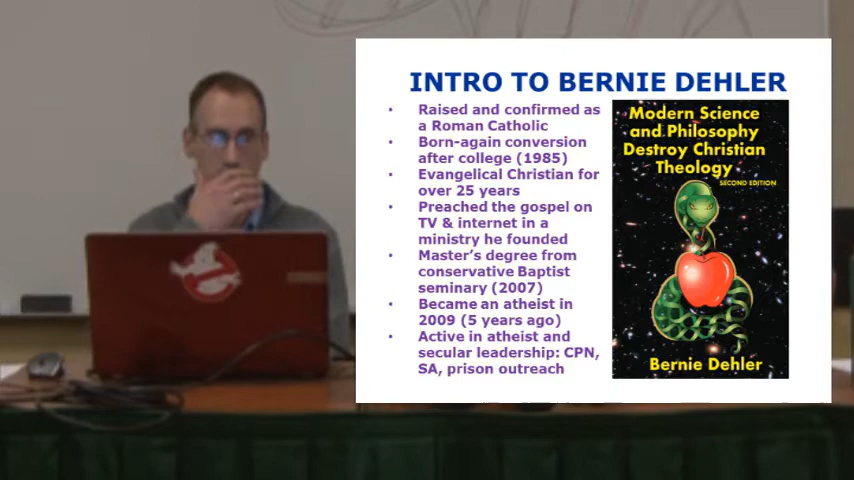 INTRO TO BERNIE DEHLER
• Raised and confirmed as
a Roman Catholic
• Born-again conversion
after college (1985)
• Evangelical Christian for
over 25 years
• Preached the gospel on
TV & internet in a
ministry he founded
• Master's degree from
conservative Baptist
seminary (2007)
• Became an atheist in
2009 (5 years ago)
• Active in atheist and
secular leadership: CPN,
SA, prison outreach
Modern Science
and Philosophy
Destroy Christian
Theology
SECOND EDITION
Bernie Dehler